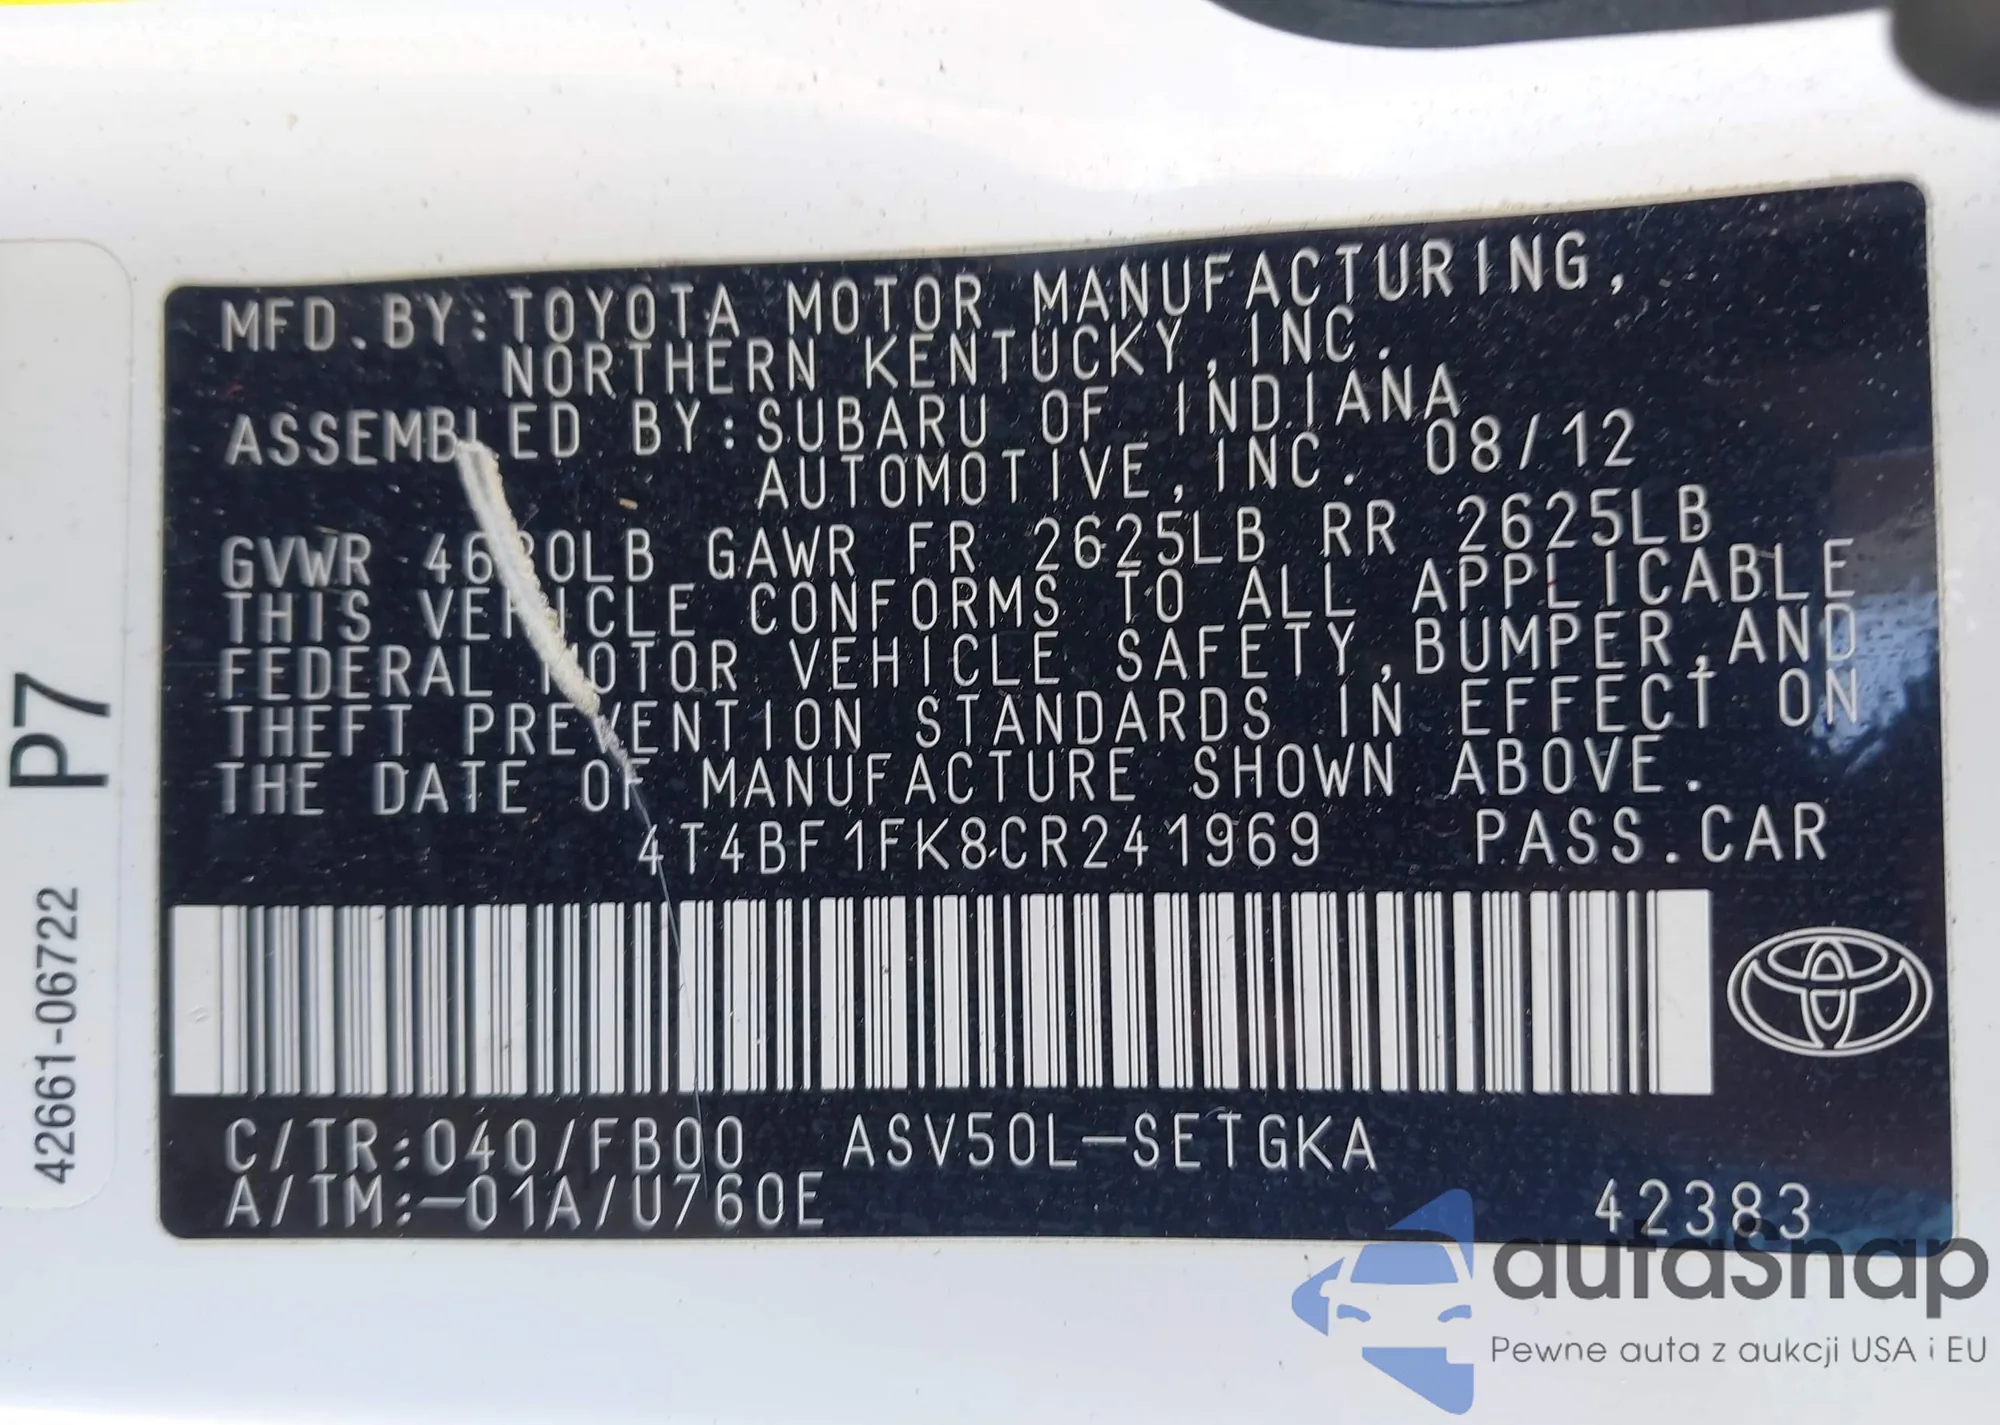 MFD.BY:TOYOTA MOTOR MANUFACTURING,
NORTHERN KENTUCKY,INC.
ASSEMBLED BY:SUBARU OF INDIANA
AUTOMOTIVE,INC. 08/12
GVWR LB GAWR FR 2625LB RR 2625LB
THIS VEHICLE CONFORMS TO ALL APPLICABLE
FEDERAL MOTOR VEHICLE SAFETY,BUMPER,AND
THEFT PREVENTION STANDARDS IN EFFECT ON
THE DATE OF MANUFACTURE SHOWN ABOVE.
4T4BF1FK8CR241969 PASS.CAR
C/TR:040/FB00 ASV50L-SETGKA
A/TM:-01A/U760E 42383
P7
42661-06722
autaSnap
Pewne auta z aukcji USA i EU